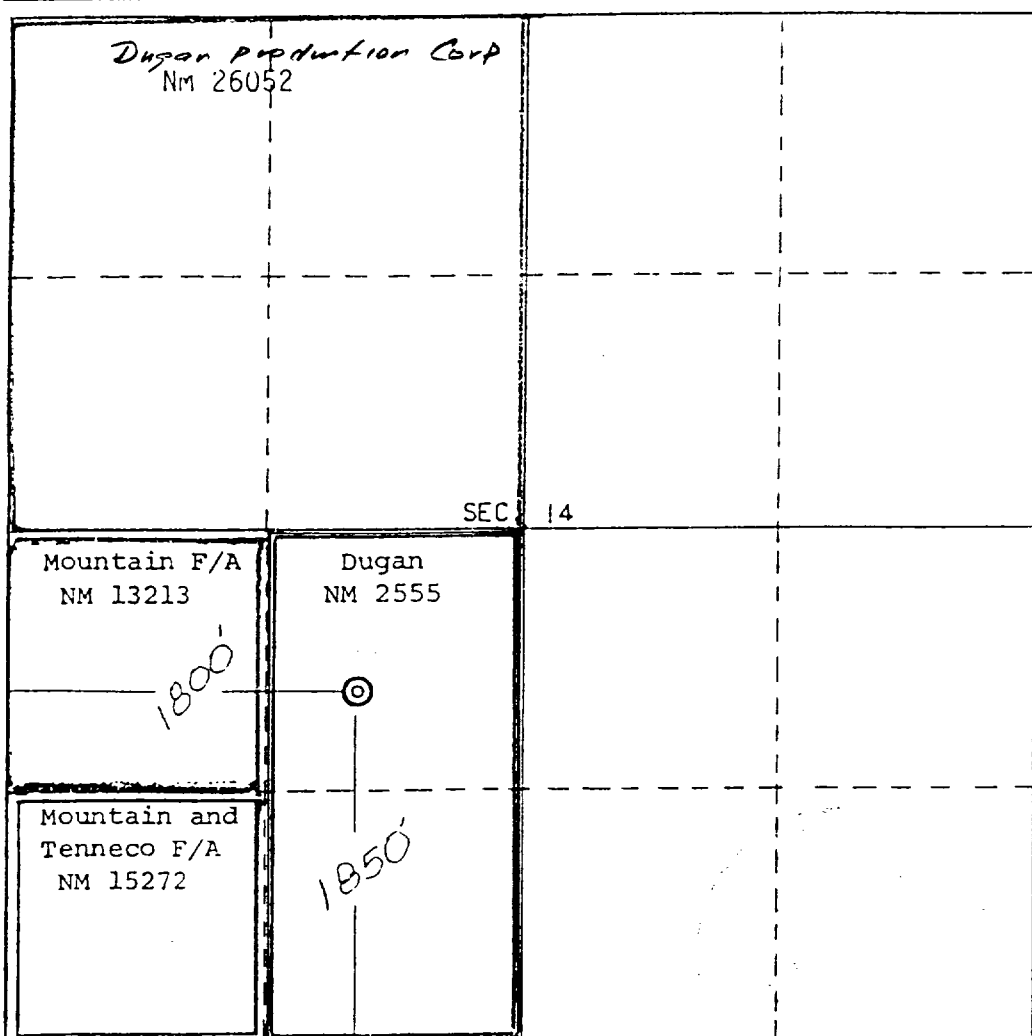 Dugan Production Corp
Nm 26052
SEC 14
Mountain F/A
NM 13213
Dugan
NM 2555
1800'
Mountain and
Tenneco F/A
NM 15272
1850'